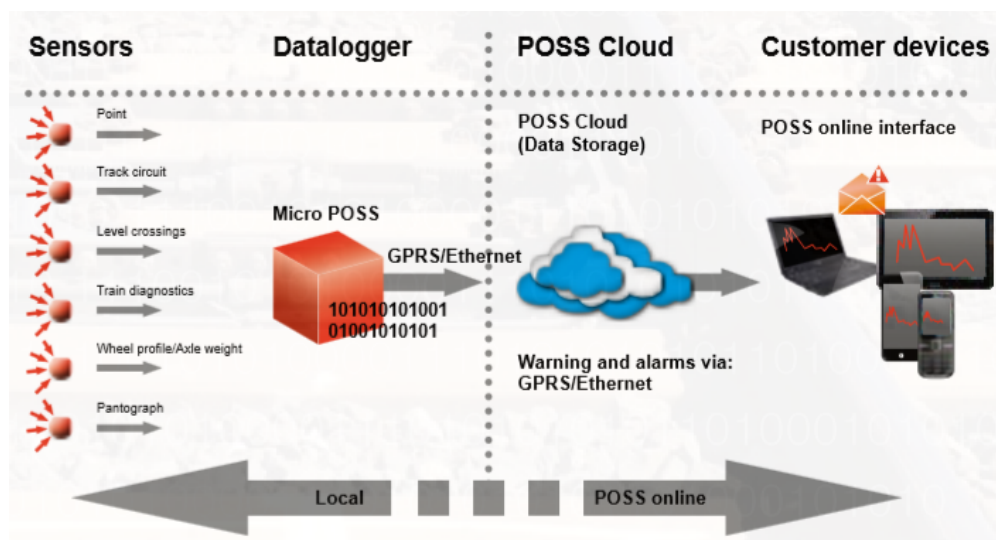 Sensors
Datalogger
POSS Cloud
Customer devices
Point
Track circuit
Level crossings
Train diagnostics
Wheel profile/Axle weight
Pantograph
Micro POSS
GPRS/Ethernet
101010101001
01001010101
POSS Cloud
(Data Storage)
Warning and alarms via:
GPRS/Ethernet
POSS online interface
Local
POSS online